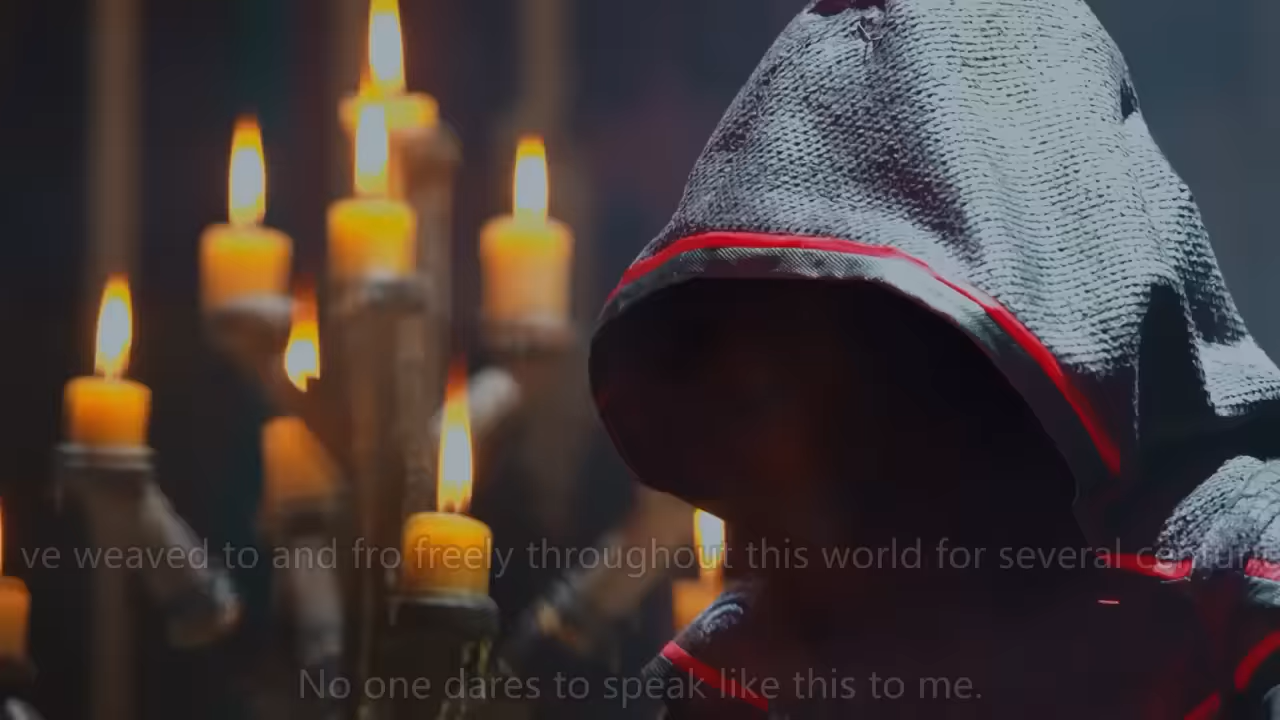 ve weaved to and fro freely throughout this world for several centur
No one dares to speak like this to me.